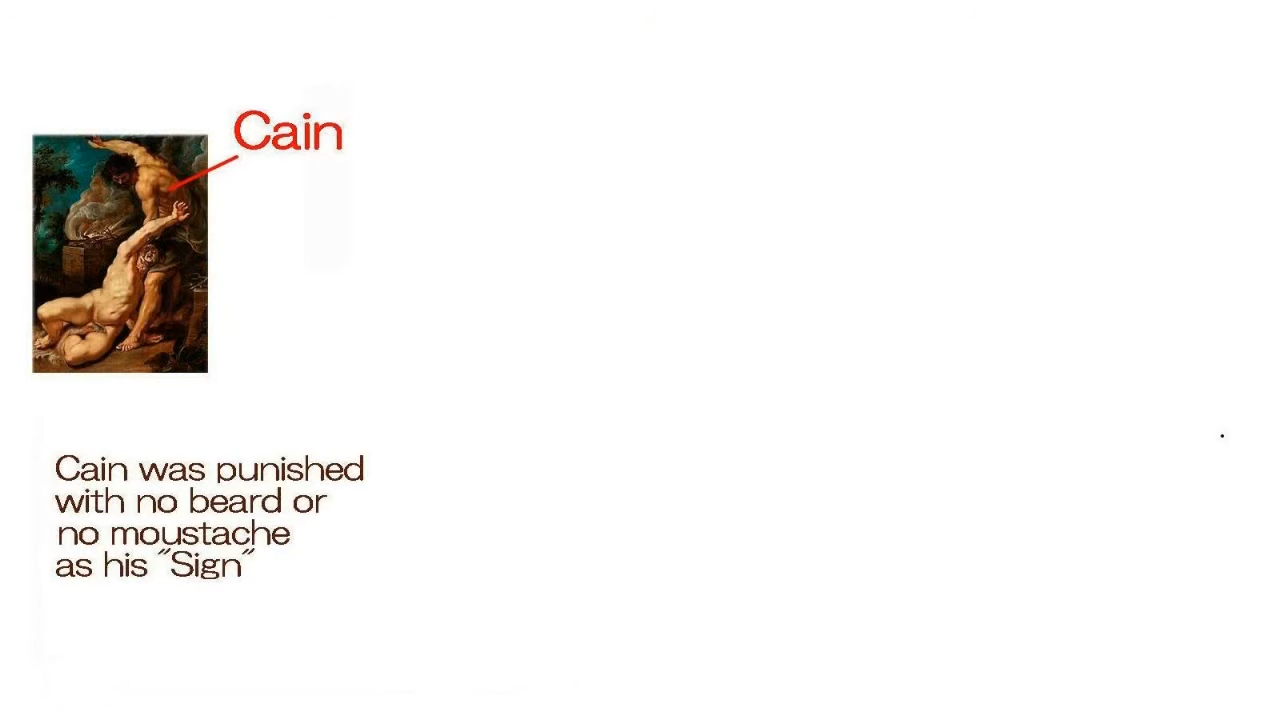 Cain
Cain was punished
with no beard or
no moustache
as his "Sign"